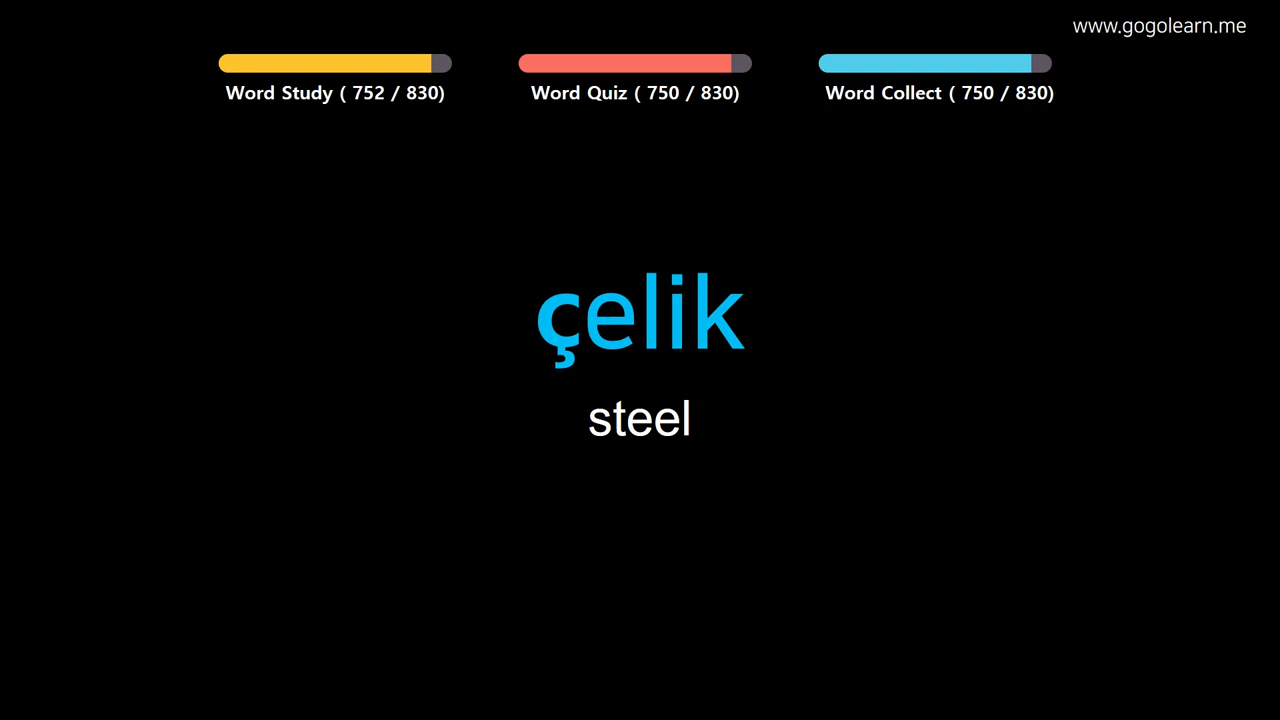 www.gogolearn.me
Word Study ( 752 / 830)
Word Quiz ( 750 / 830)
Word Collect ( 750 / 830)
çelik
steel